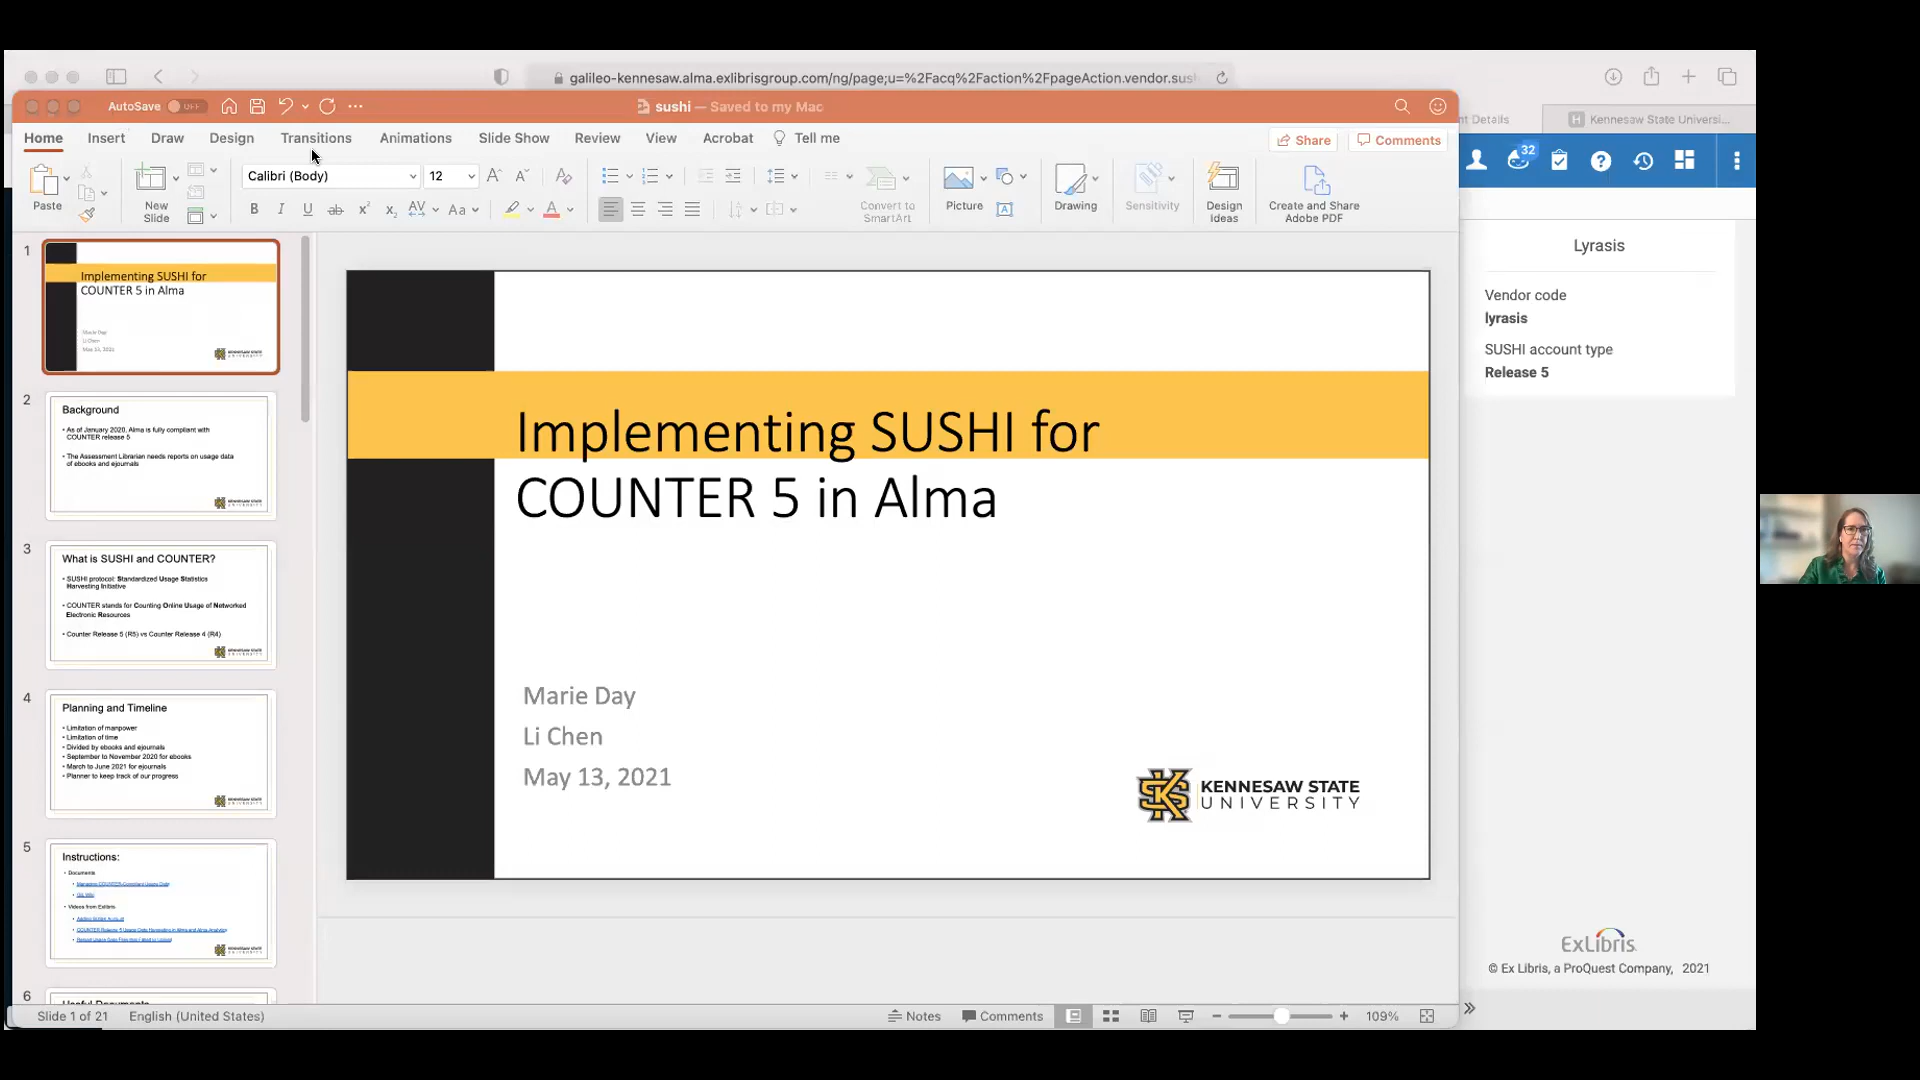 galileo-kennesaw.alma.exlibrisgroup.com/ng/page;u=%2Facq%2Faction%2FpageAction.vendor.sus
AutoSave OFF
sushi — Saved to my Mac
nt Details
Kennesaw State Universi...
Home Insert Draw Design Transitions Animations Slide Show Review View Acrobat Tell me
Share Comments
32
Paste
New
Slide
Calibri (Body) 12
Convert to
SmartArt
Picture
Drawing
Sensitivity
Design
Ideas
Create and Share
Adobe PDF
1
Implementing SUSHI for
COUNTER 5 in Alma
Marie Day
Li Chen
May 13, 2021
KENNESAW STATE
UNIVERSITY
2
Background
• As of January 2020, Alma is fully compliant with
COUNTER release 5
• The Assessment Librarian needs reports on usage data
of ebooks and ejournals
3
What is SUSHI and COUNTER?
• SUSHI protocol: Standardized Usage Statistics
Harvesting Initiative
• COUNTER stands for Counting Online Usage of Networked
Electronic Resources
• Counter Release 5 (R5) vs Counter Release 4 (R4)
4
Planning and Timeline
• Limitation of manpower
• Limitation of time
• Divided by ebooks and ejournals
• September to November 2020 for ebooks
• March to June 2021 for ejournals
• Planner to keep track of our progress
5
Instructions:
• Documents
• Managing COUNTER-Compliant Usage Data
• Videos from Exlibris
6
Useful Documents
Implementing SUSHI for
COUNTER 5 in Alma
Marie Day
Li Chen
May 13, 2021
KENNESAW STATE
UNIVERSITY
Lyrasis
Vendor code
lyrasis
SUSHI account type
Release 5
ExLibris
© Ex Libris, a ProQuest Company, 2021
Slide 1 of 21 English (United States)
Notes Comments 109%